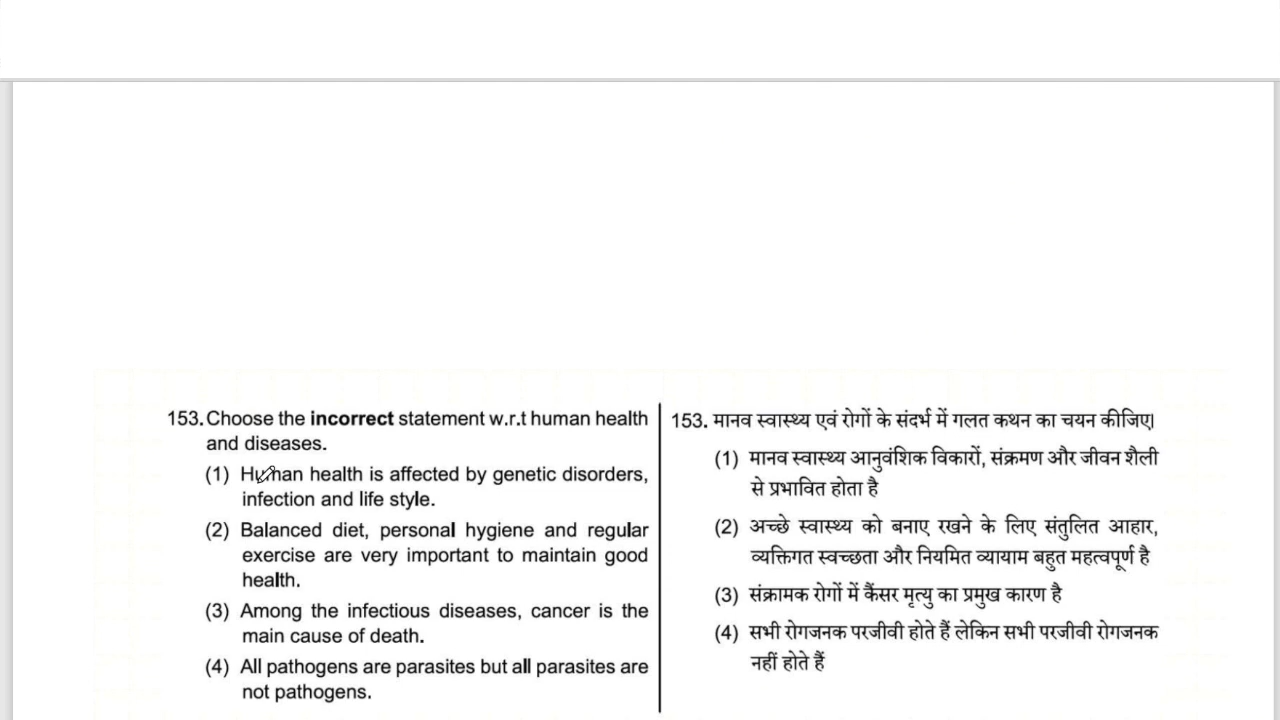 153. Choose the incorrect statement w.r.t human health
and diseases.
(1) Human health is affected by genetic disorders,
infection and life style.
(2) Balanced diet, personal hygiene and regular
exercise are very important to maintain good
health.
(3) Among the infectious diseases, cancer is the
main cause of death.
(4) All pathogens are parasites but all parasites are
not pathogens.
153. मानव स्वास्थ्य एवं रोगों के संदर्भ में गलत कथन का चयन कीजिए।
(1) मानव स्वास्थ्य आनुवंशिक विकारों, संक्रमण और जीवन शैली
से प्रभावित होता है
(2) अच्छे स्वास्थ्य को बनाए रखने के लिए संतुलित आहार,
व्यक्तिगत स्वच्छता और नियमित व्यायाम बहुत महत्वपूर्ण है
(3) संक्रामक रोगों में कैंसर मृत्यु का प्रमुख कारण है
(4) सभी रोगजनक परजीवी होते हैं लेकिन सभी परजीवी रोगजनक
नहीं होते हैं